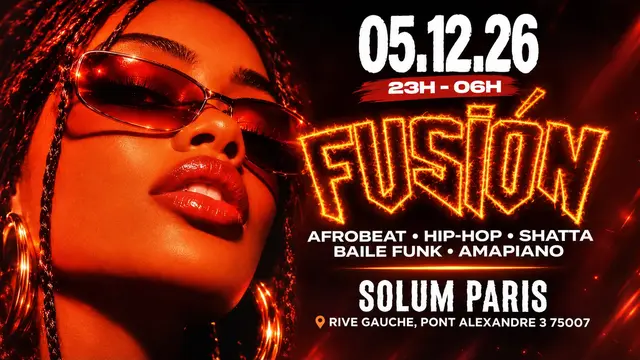 05.12.26
23H - 06H
FUSIÓN
AFROBEAT • HIP-HOP • SHATTA
BAILE FUNK • AMAPIANO
SOLUM PARIS
RIVE GAUCHE, PONT ALEXANDRE 3 75007